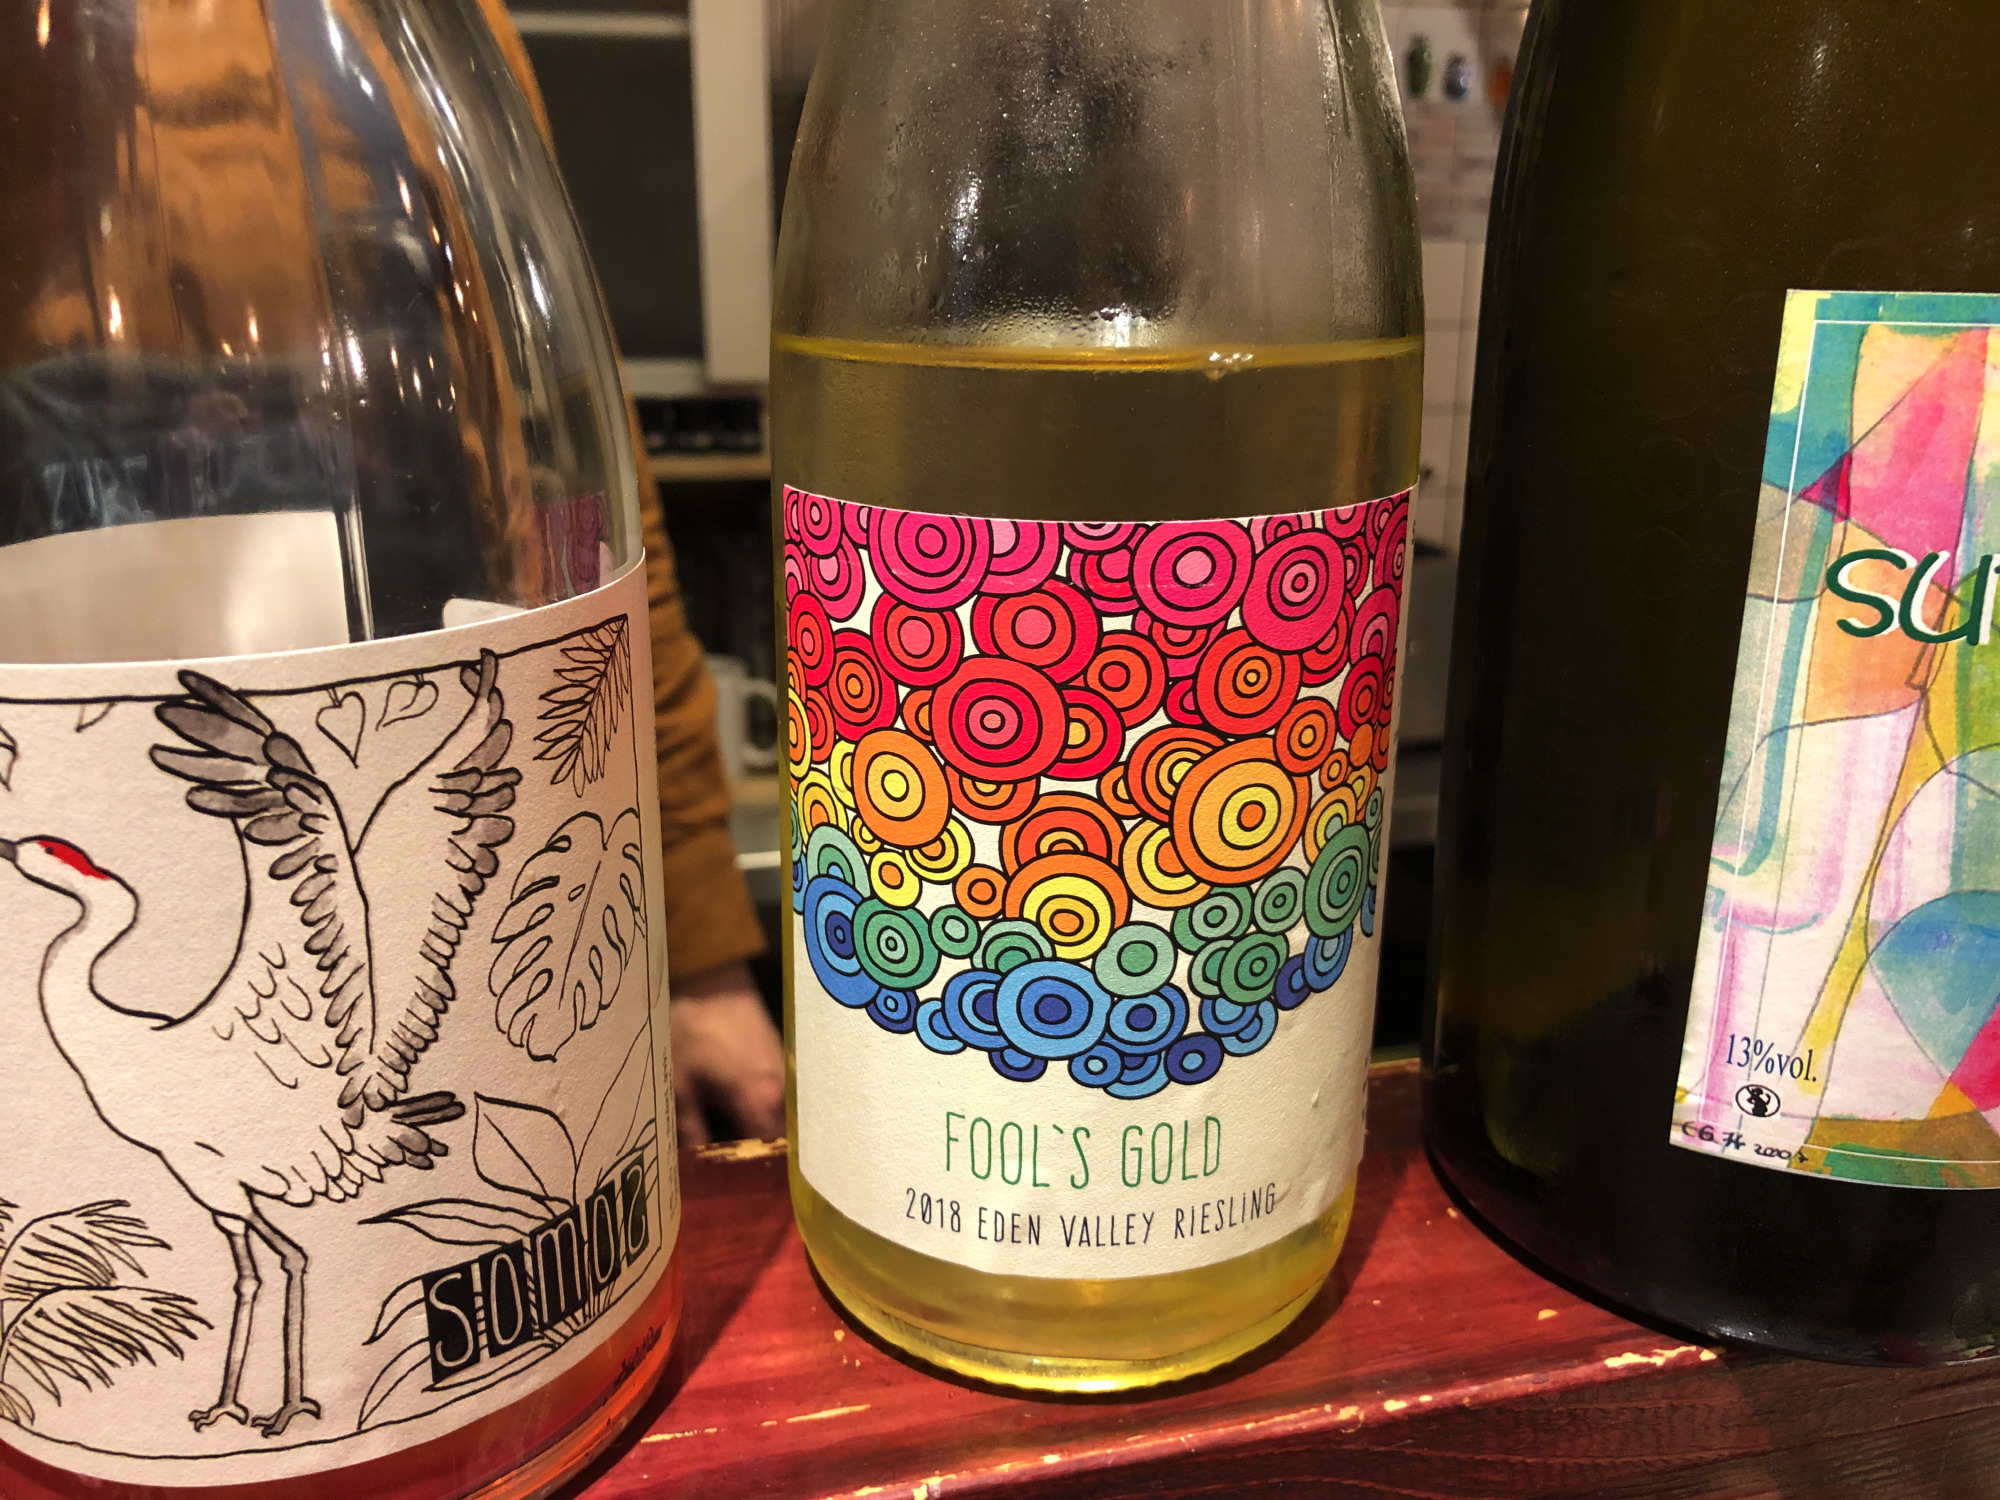 SOMOS
FOOL`S GOLD
2018 EDEN VALLEY RIESLING
13%vol.